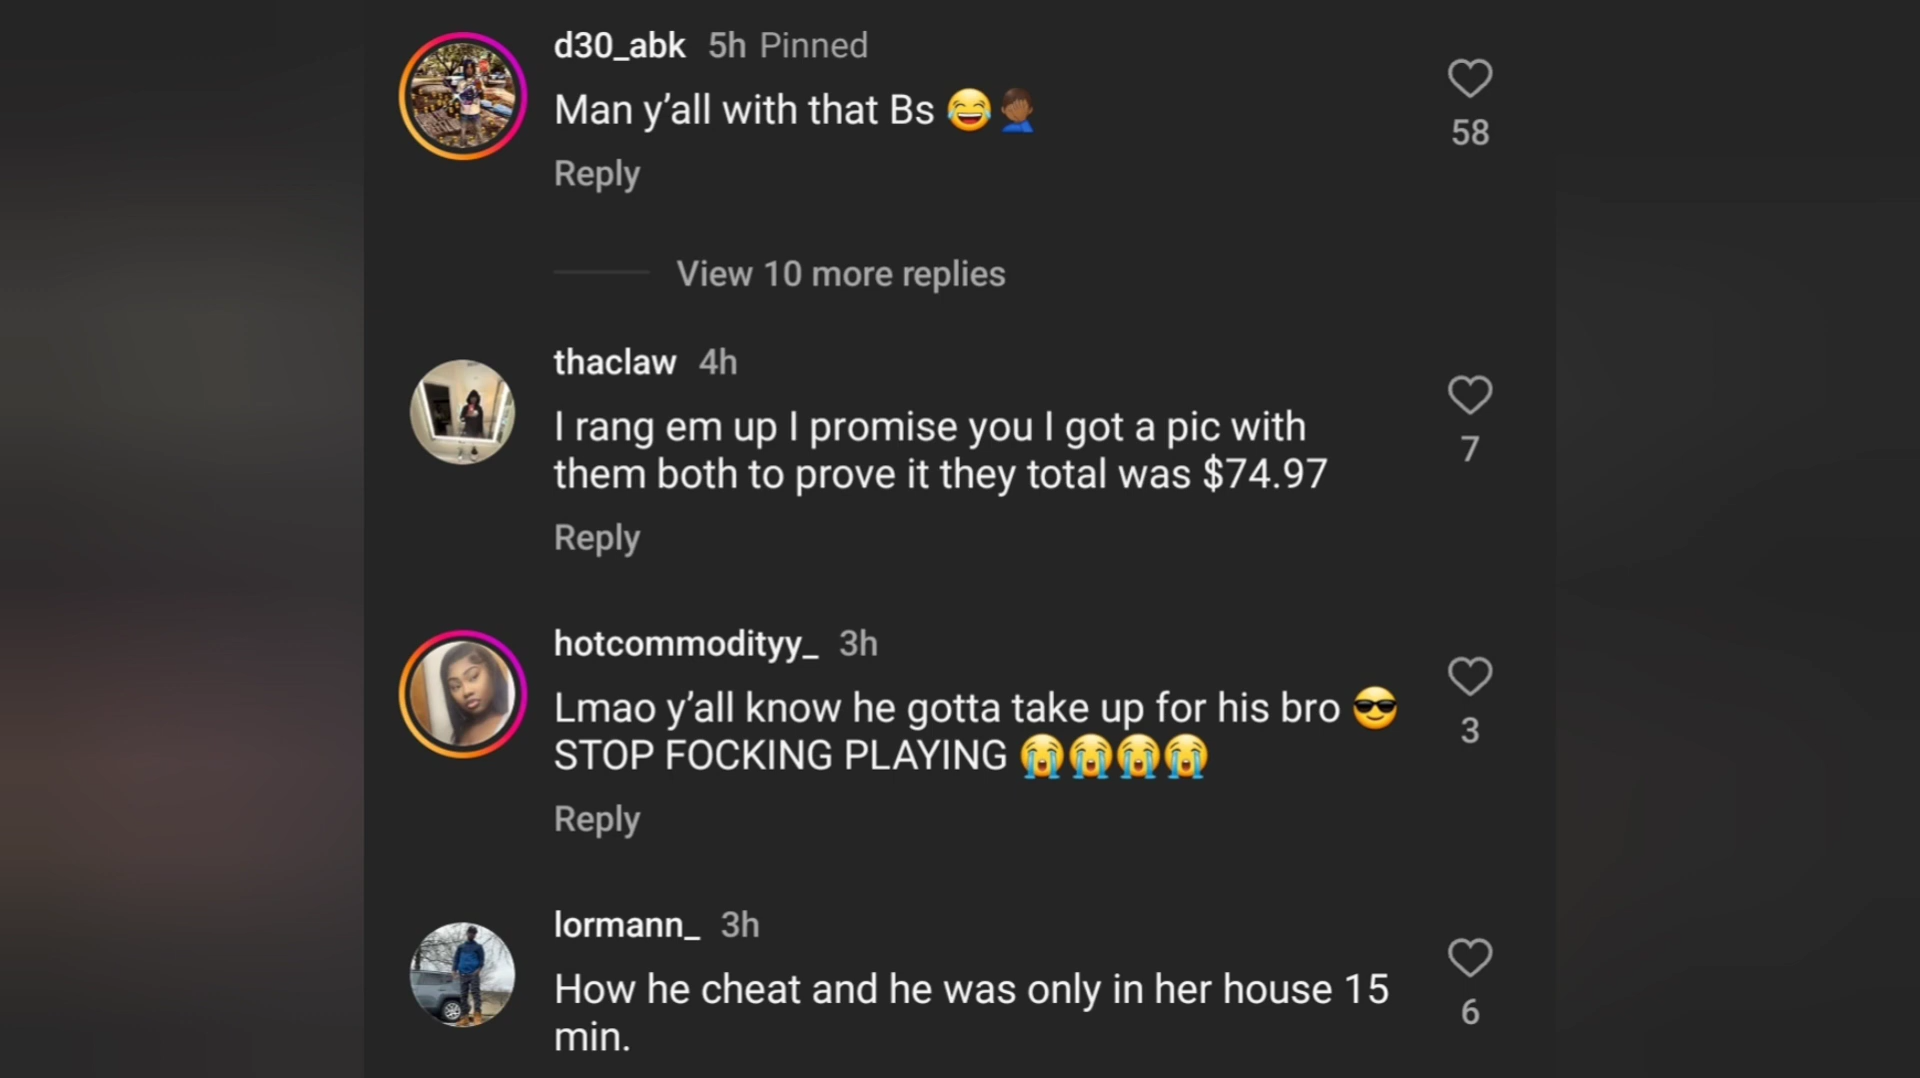 d30_abk 5h Pinned
Man y'all with that Bs 😂🤦🏾‍♂️
58
Reply
View 10 more replies
thaclaw 4h
I rang em up I promise you I got a pic with
them both to prove it they total was $74.97
7
Reply
hotcommodityy_ 3h
Lmao y'all know he gotta take up for his bro 😎
STOP FOCKING PLAYING 😭😭😭😭
3
Reply
lormann_ 3h
How he cheat and he was only in her house 15
min.
6